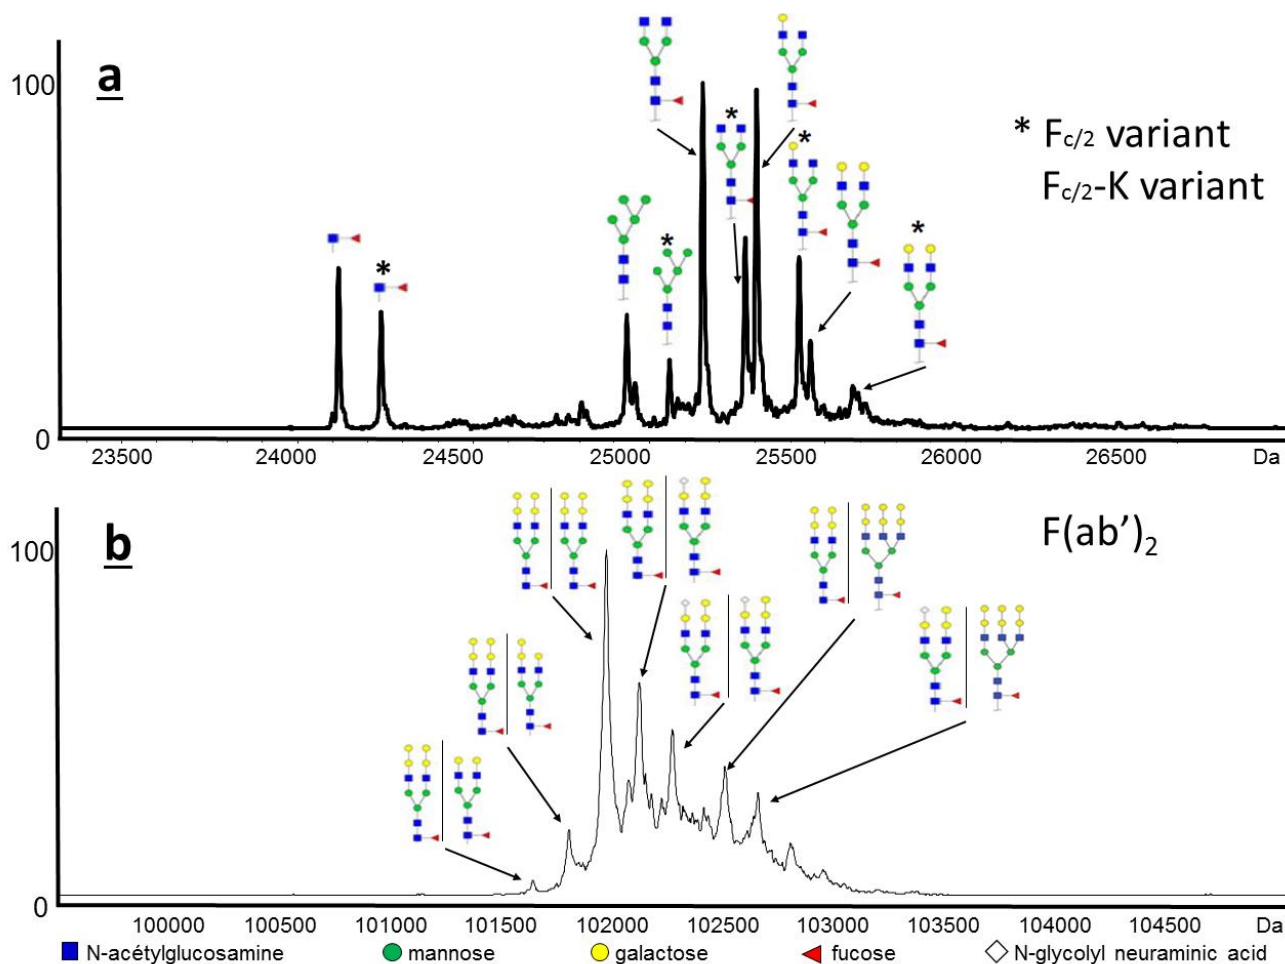 a
100
* Fc/2 variant
Fc/2-K variant
*
*
*
*
*
0
23500 24000 24500 25000 25500 26000 26500 Da
b
100
F(ab')2
0
100000 100500 101000 101500 102000 102500 103000 103500 104000 104500 Da
N-acétylglucosamine mannose galactose fucose N-glycolyl neuraminic acid